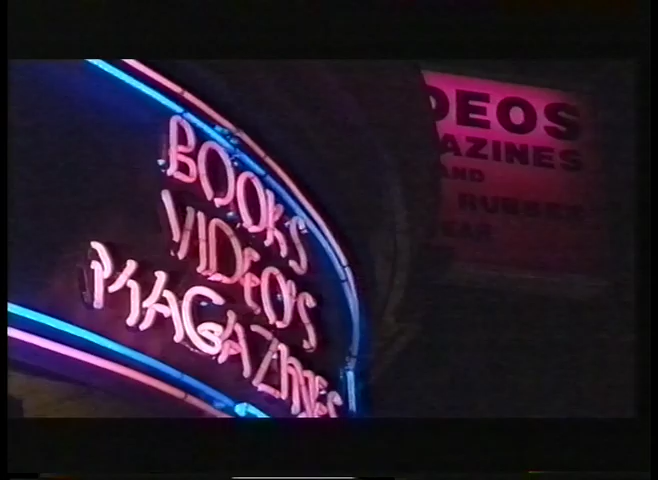 BOOKS
VIDEOS
MAGAZINES
DEOS
AZINES
AND
RUBBER
EAR